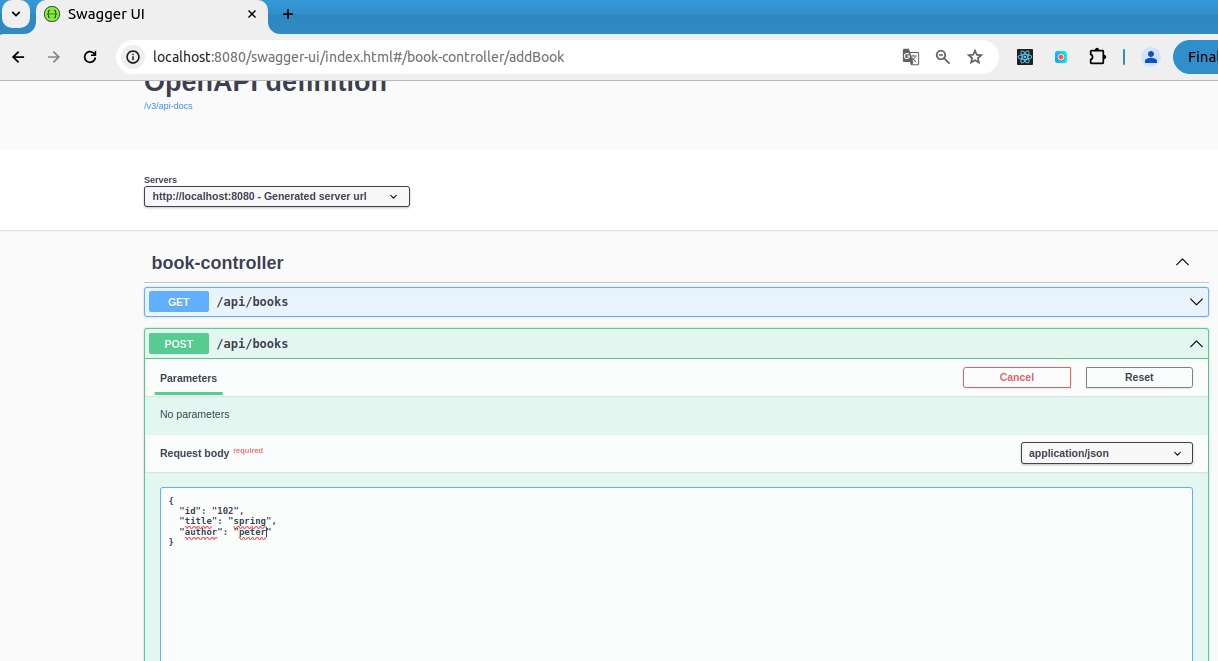 Swagger UI
localhost:8080/swagger-ui/index.html#/book-controller/addBook
OpenAPI definition
/v3/api-docs
Servers
http://localhost:8080 - Generated server url
book-controller
GET /api/books
POST /api/books
Parameters Cancel Reset
No parameters
Request body required application/json
{
"id": "102",
"title": "spring",
"author": "peter"
}